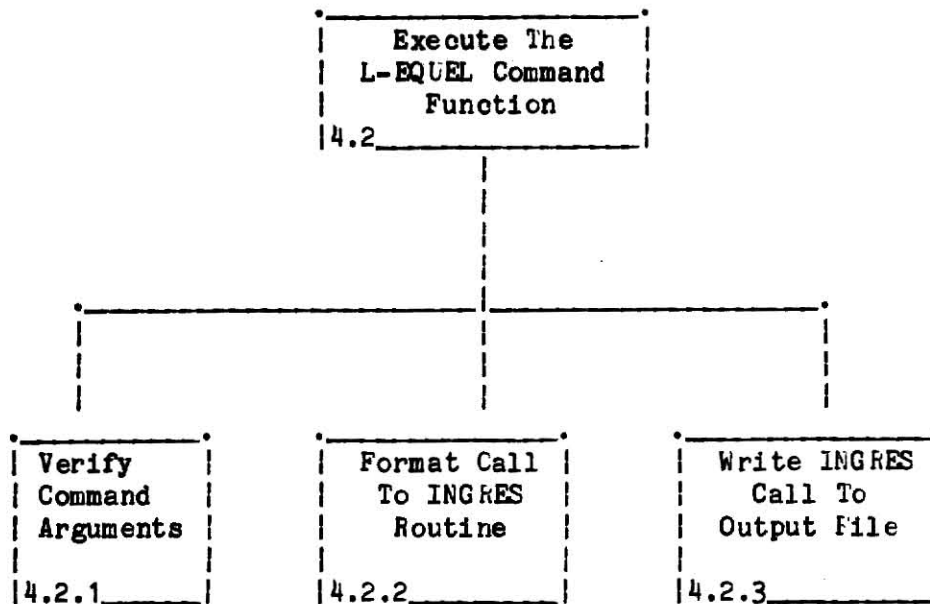 Execute The
L-EQUEL Command
Function
4.2
Verify
Command
Arguments
4.2.1
Format Call
To INGRES
Routine
4.2.2
Write INGRES
Call To
Output File
4.2.3